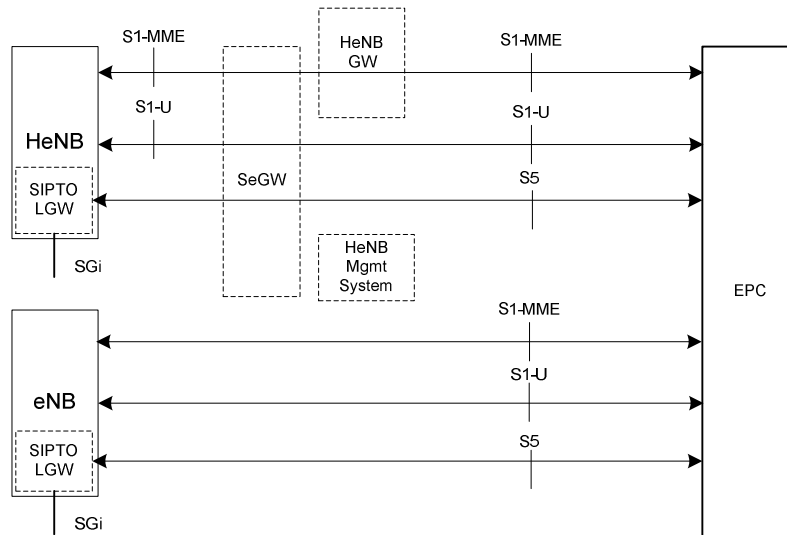 S1-MME
HeNB
GW
S1-MME
S1-U
S1-U
HeNB
SIPTO
LGW
SeGW
S5
SGi
HeNB
Mgmt
System
EPC
S1-MME
S1-U
eNB
SIPTO
LGW
S5
SGi